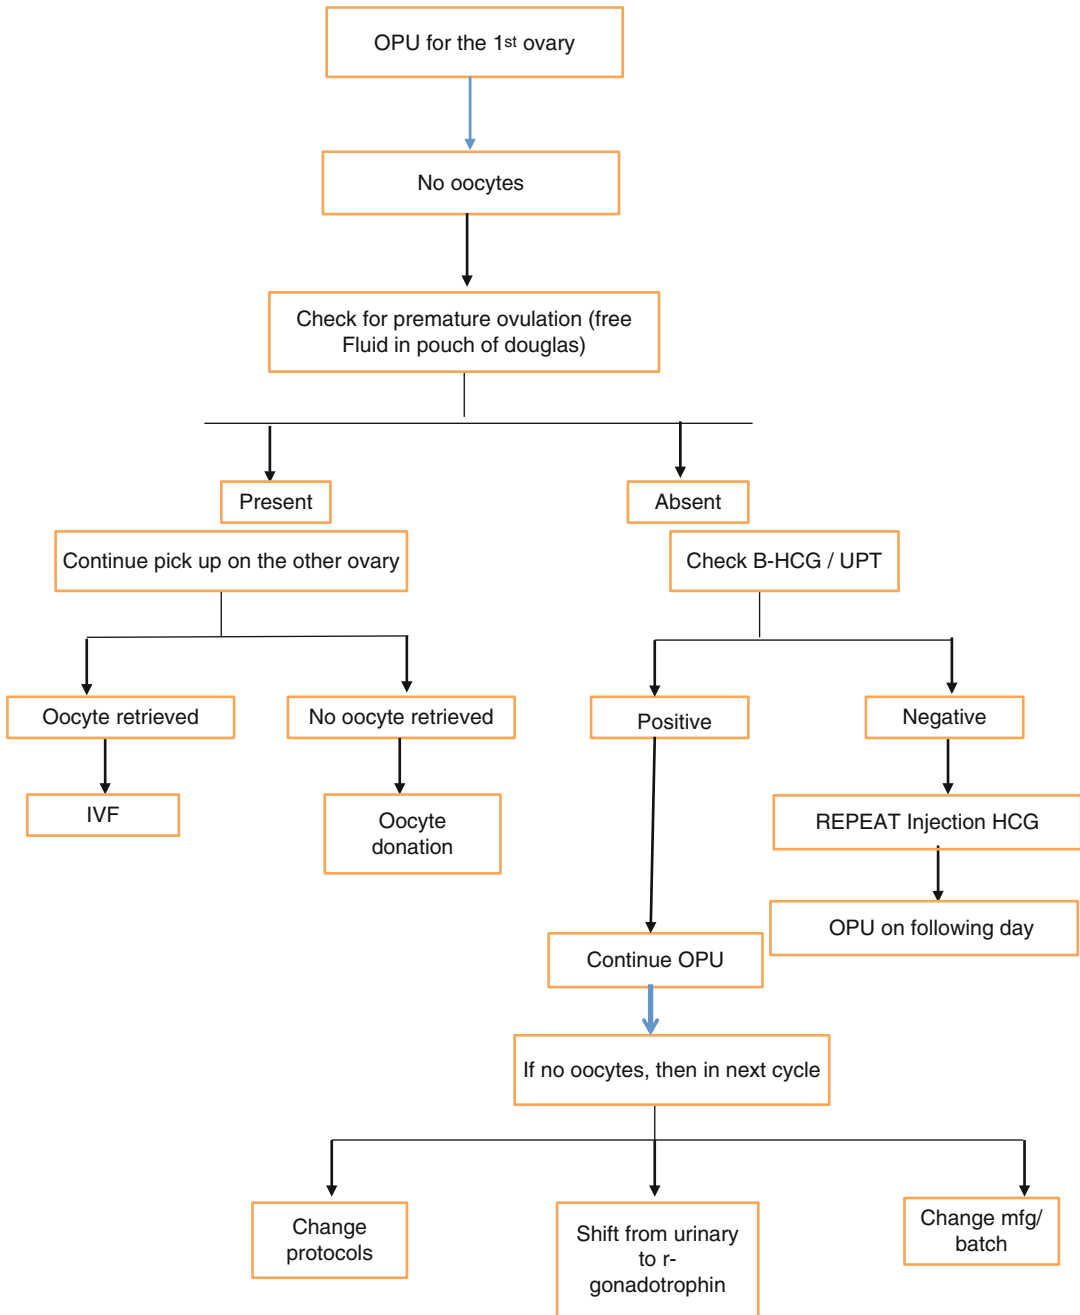 OPU for the 1st ovary
No oocytes
Check for premature ovulation (free
Fluid in pouch of douglas)
Present
Absent
Continue pick up on the other ovary
Check B-HCG / UPT
Oocyte retrieved
No oocyte retrieved
Positive
Negative
IVF
Oocyte
donation
REPEAT Injection HCG
OPU on following day
Continue OPU
If no oocytes, then in next cycle
Change
protocols
Shift from urinary
to r-
gonadotrophin
Change mfg/
batch